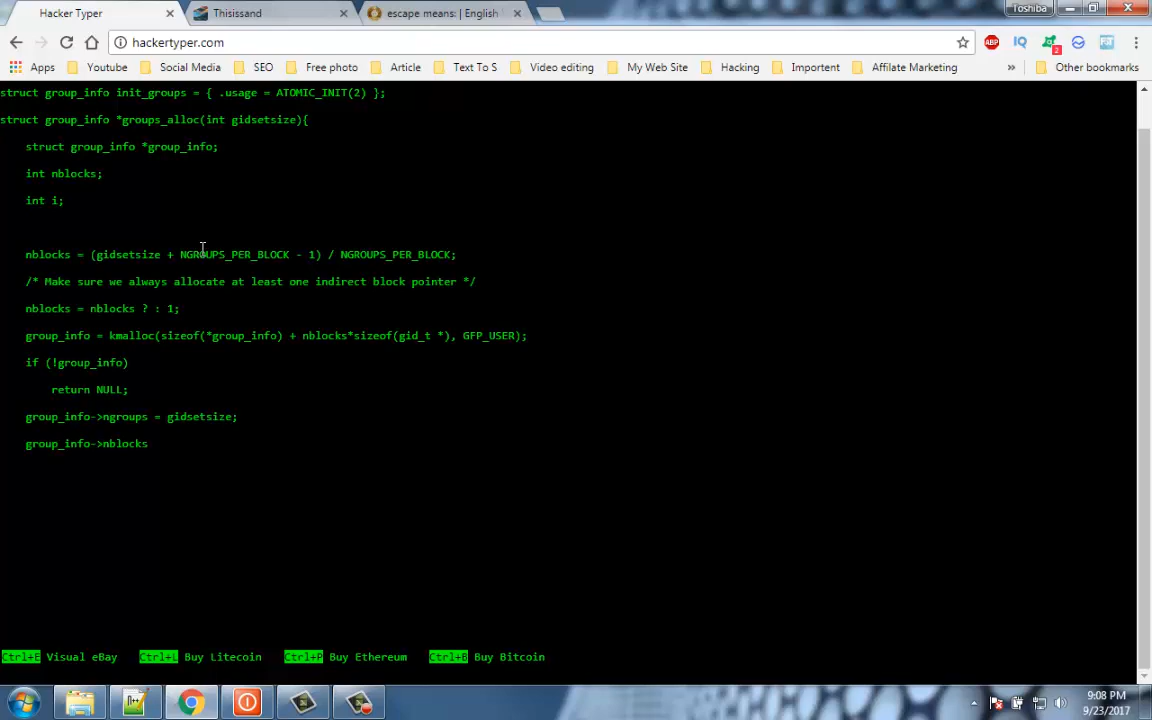 Hacker Typer
Thisissand
escape means: | English
Toshiba
hackertyper.com
ABP
2
Apps Youtube Social Media SEO Free photo Article Text To S Video editing My Web Site Hacking Importent Affilate Marketing » Other bookmarks
struct group_info init_groups = { .usage = ATOMIC_INIT(2) };
struct group_info *groups_alloc(int gidsetsize){
struct group_info *group_info;
int nblocks;
int i;
nblocks = (gidsetsize + NGROUPS_PER_BLOCK - 1) / NGROUPS_PER_BLOCK;
/* Make sure we always allocate at least one indirect block pointer */
nblocks = nblocks ? : 1;
group_info = kmalloc(sizeof(*group_info) + nblocks*sizeof(gid_t *), GFP_USER);
if (!group_info)
return NULL;
group_info->ngroups = gidsetsize;
group_info->nblocks
Ctrl+E Visual eBay Ctrl+L Buy Litecoin Ctrl+P Buy Ethereum Ctrl+B Buy Bitcoin
9:08 PM
9/23/2017